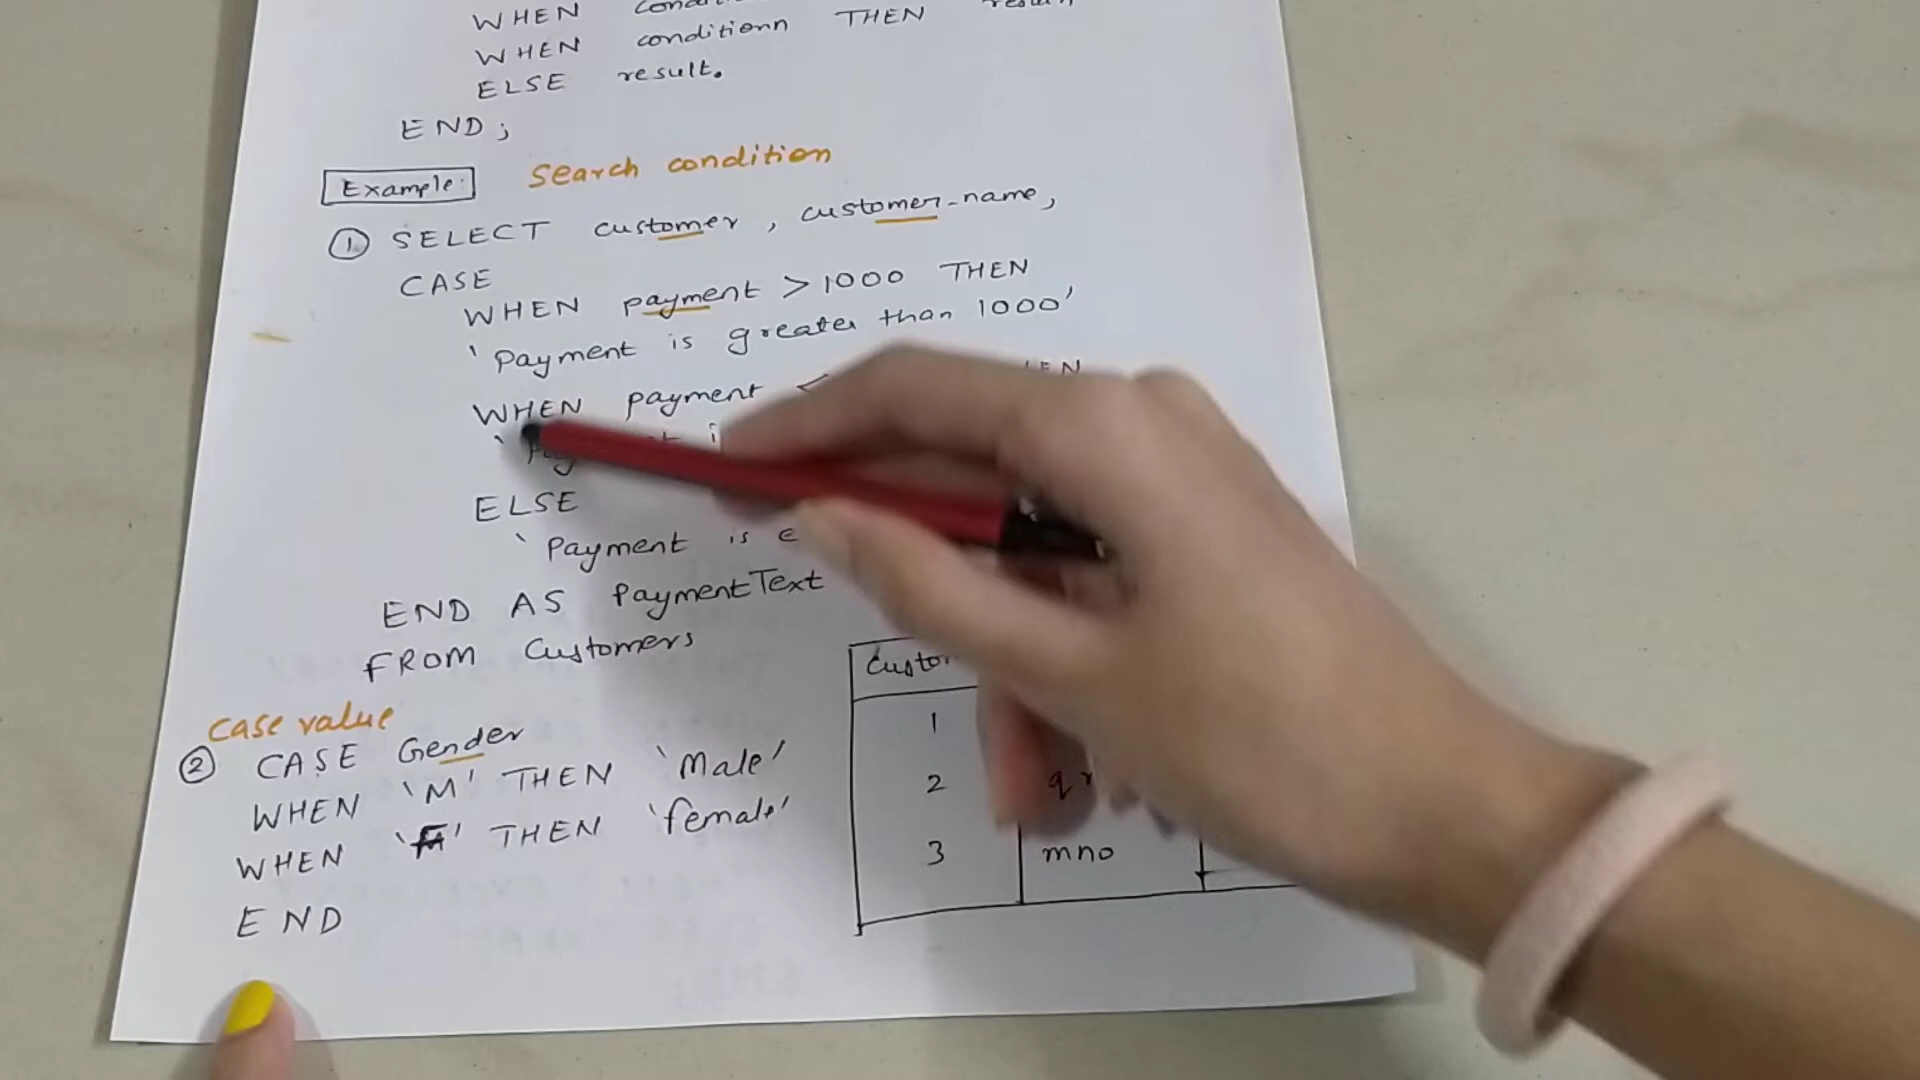 WHEN
WHEN conditionn THEN
ELSE result.
END;
Example: Search condition
① SELECT customer, customer_name,
CASE
WHEN payment > 1000 THEN
'Payment is greater than 1000'
WHEN payment <
ELSE
'Payment is
END AS PaymentText
FROM Customers
Case value
② CASE Gender
WHEN 'M' THEN 'Male'
WHEN 'F' THEN 'female'
END
1
2
3 mno